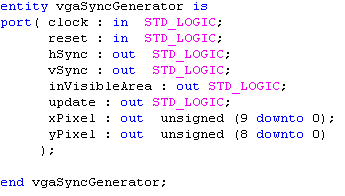 entity vgaSyncGenerator is
port( clock : in  STD_LOGIC;
      reset : in  STD_LOGIC;
      hSync : out  STD_LOGIC;
      vSync : out  STD_LOGIC;
      inVisibleArea : out STD_LOGIC;
      update : out STD_LOGIC;
      xPixel : out  unsigned (9 downto 0);
      yPixel : out  unsigned (8 downto 0)
     );
end vgaSyncGenerator;